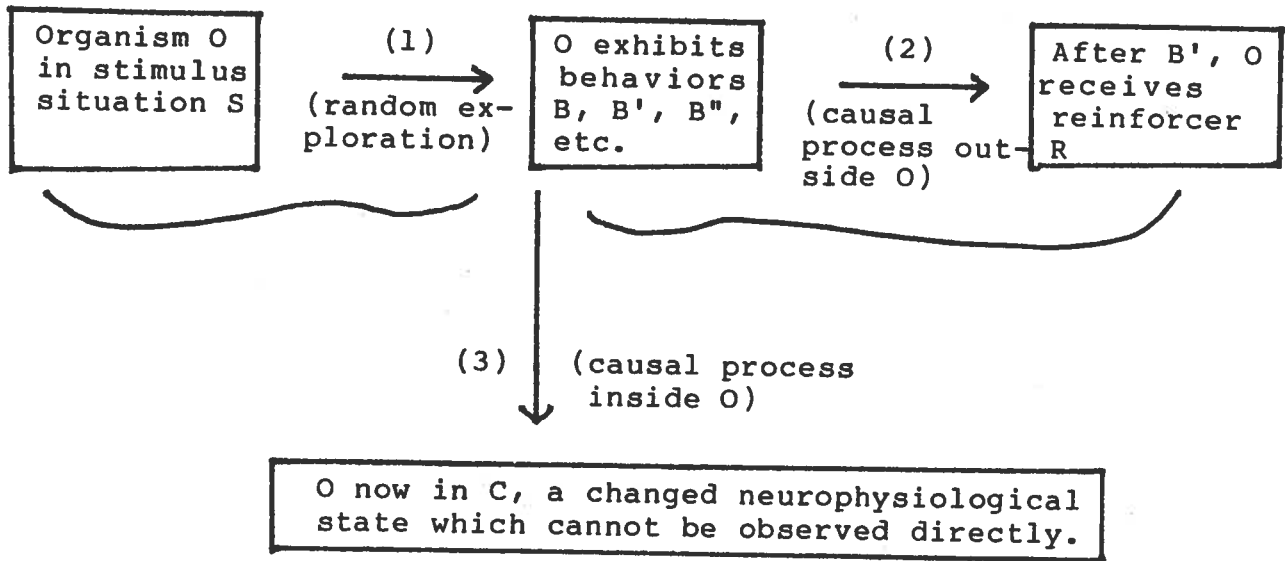 Organism O
in stimulus
situation S
(1)
(random ex-
ploration)
O exhibits
behaviors
B, B', B",
etc.
(2)
(causal
process out-
side O)
After B', O
receives
reinforcer
R
(3)
(causal process
inside O)
O now in C, a changed neurophysiological
state which cannot be observed directly.